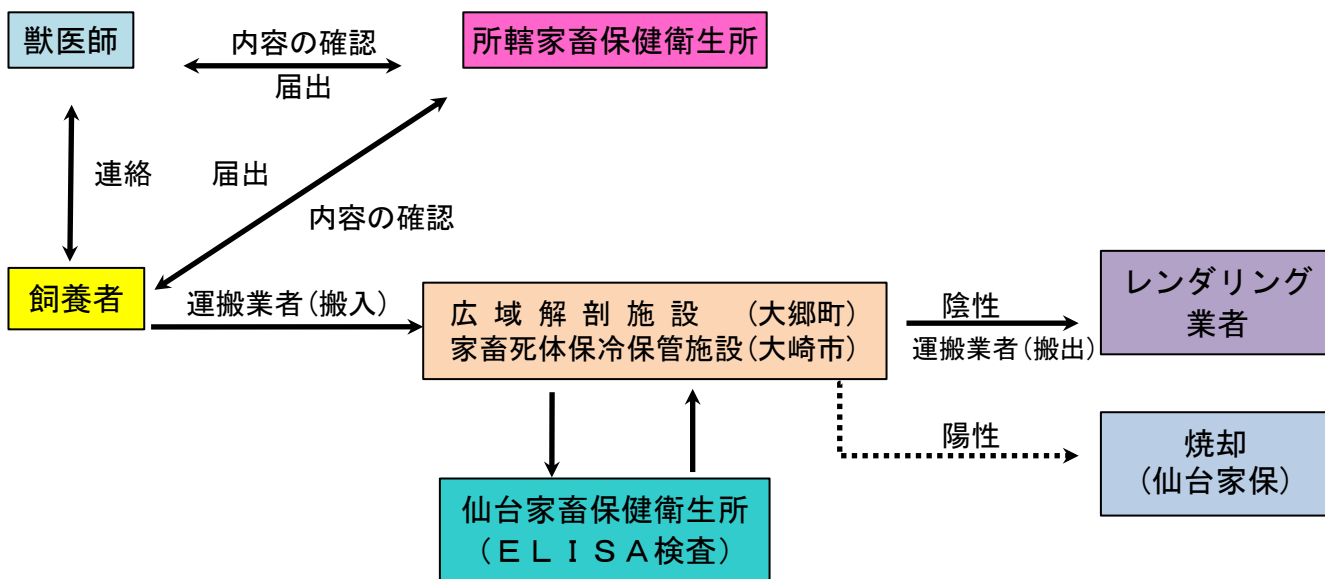 獣医師
内容の確認
届出
所轄家畜保健衛生所
連絡
届出
内容の確認
飼養者
運搬業者(搬入)
広域解剖施設 (大郷町)
家畜死体保冷保管施設(大崎市)
陰性
運搬業者(搬出)
レンダリング
業者
陽性
焼却
(仙台家保)
仙台家畜保健衛生所
(ELISA検査)